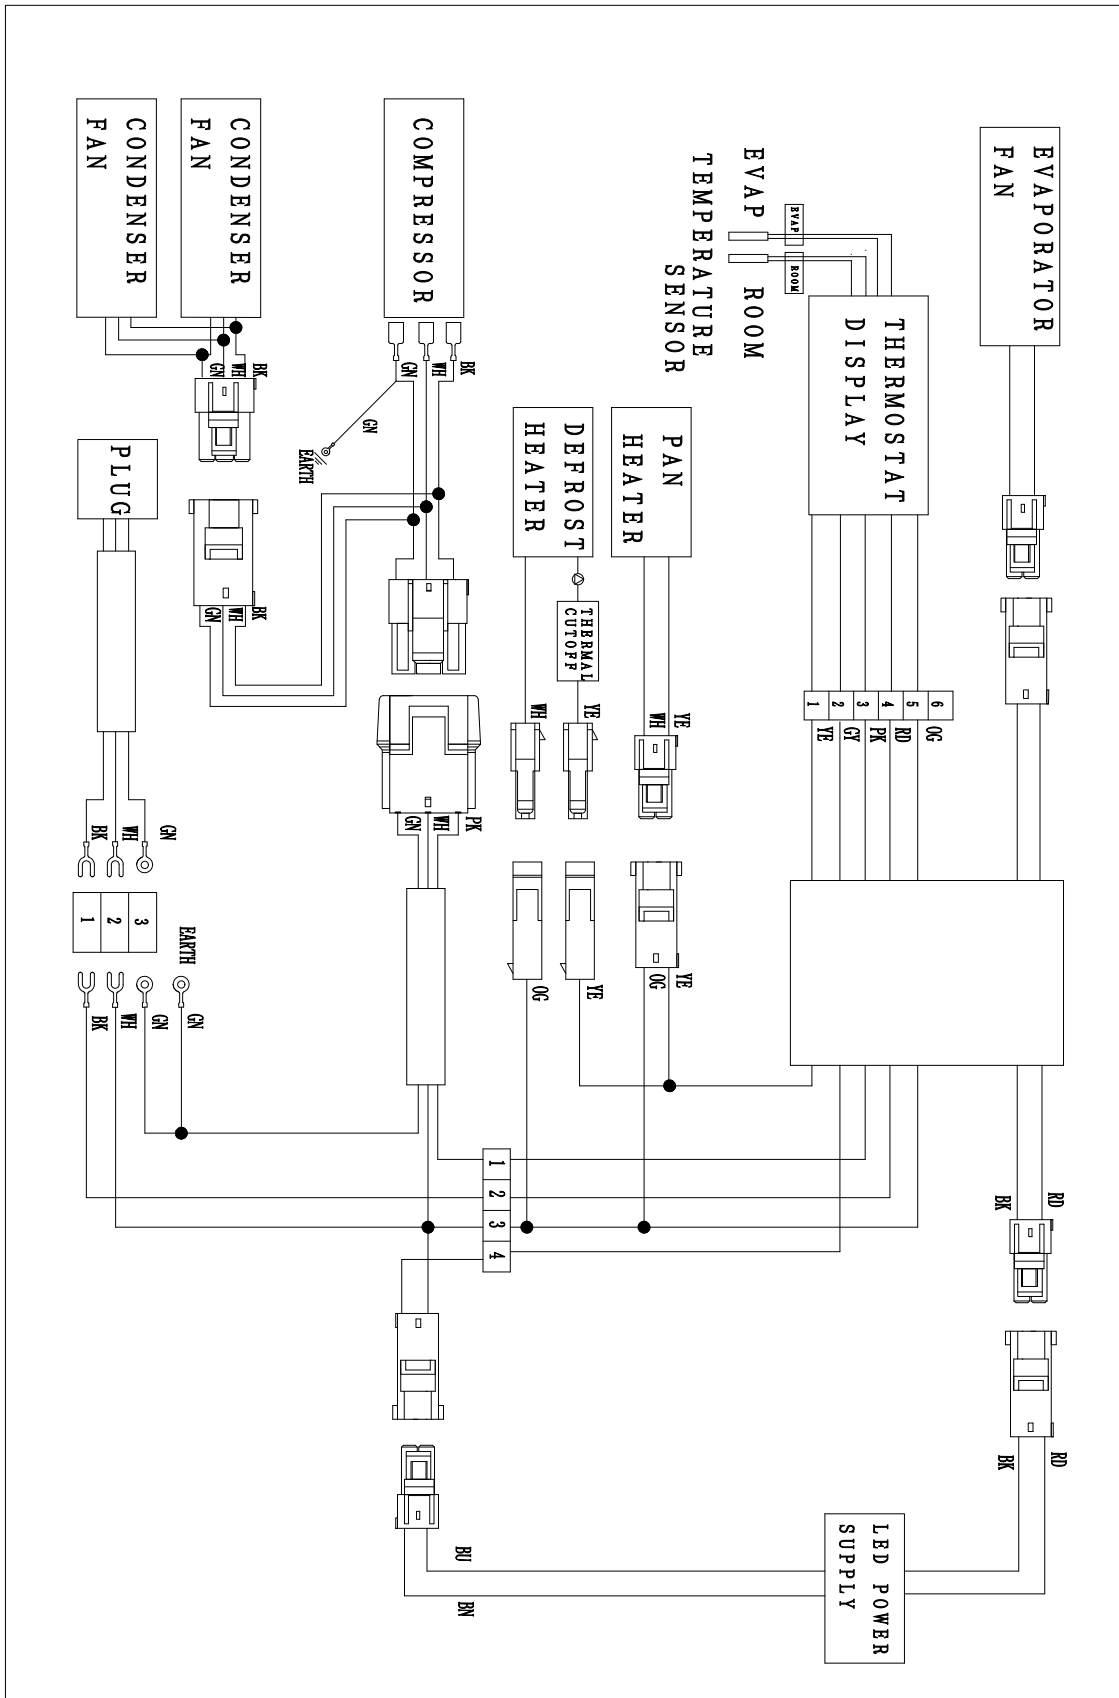 EVAPORATOR
FAN
THERMOSTAT
DISPLAY
EVAP
ROOM
EVAP ROOM
TEMPERATURE
SENSOR
PAN
HEATER
DEFROST
HEATER
THERMAL
CUTOFF
COMPRESSOR
CONDENSER
FAN
CONDENSER
FAN
PLUG
BK
WH
GN
GN
EARTH
BK
WH
GN
BK
WH
GN
PK
WH
GN
WH
YE
YE
WH
OG
YE
YE
OG
6
5
4
3
2
1
OG
RD
PK
GY
YE
GN
WH
BK
3
2
1
EARTH
GN
GN
WH
BK
1
2
3
4
RD
BK
RD
BK
LED POWER
SUPPLY
BU
BN